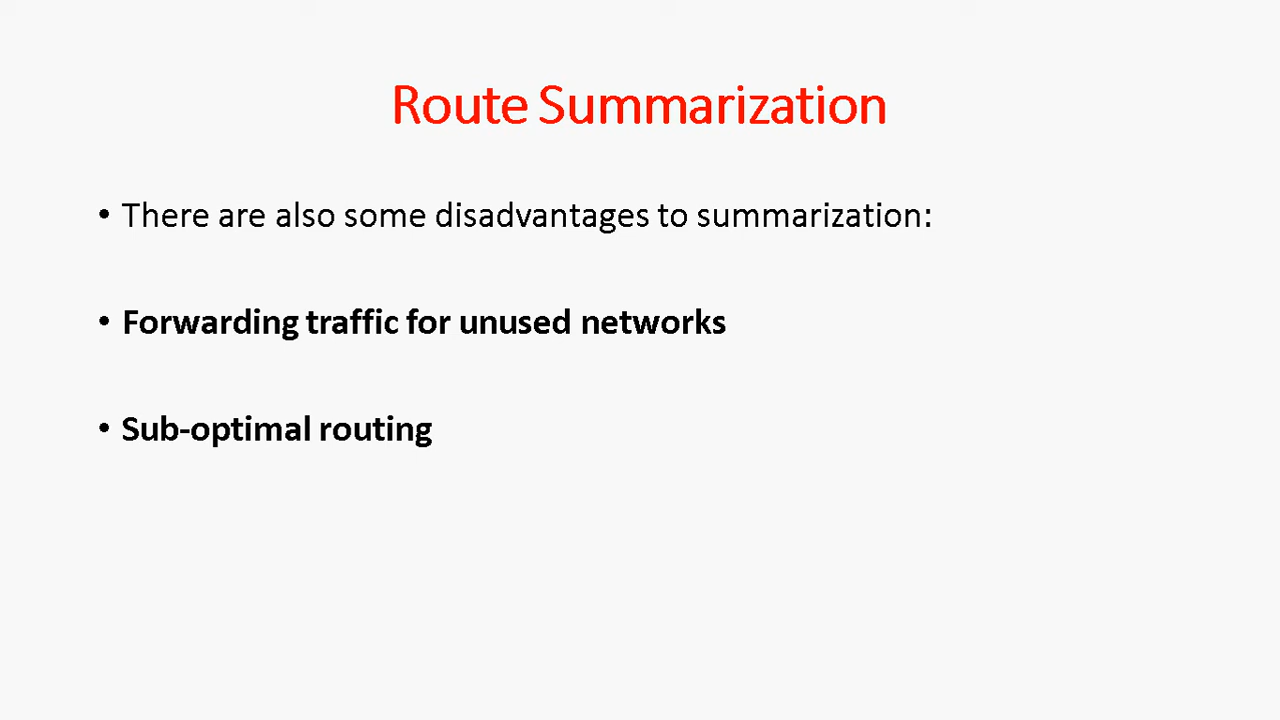 Route Summarization
• There are also some disadvantages to summarization:
• Forwarding traffic for unused networks
• Sub-optimal routing